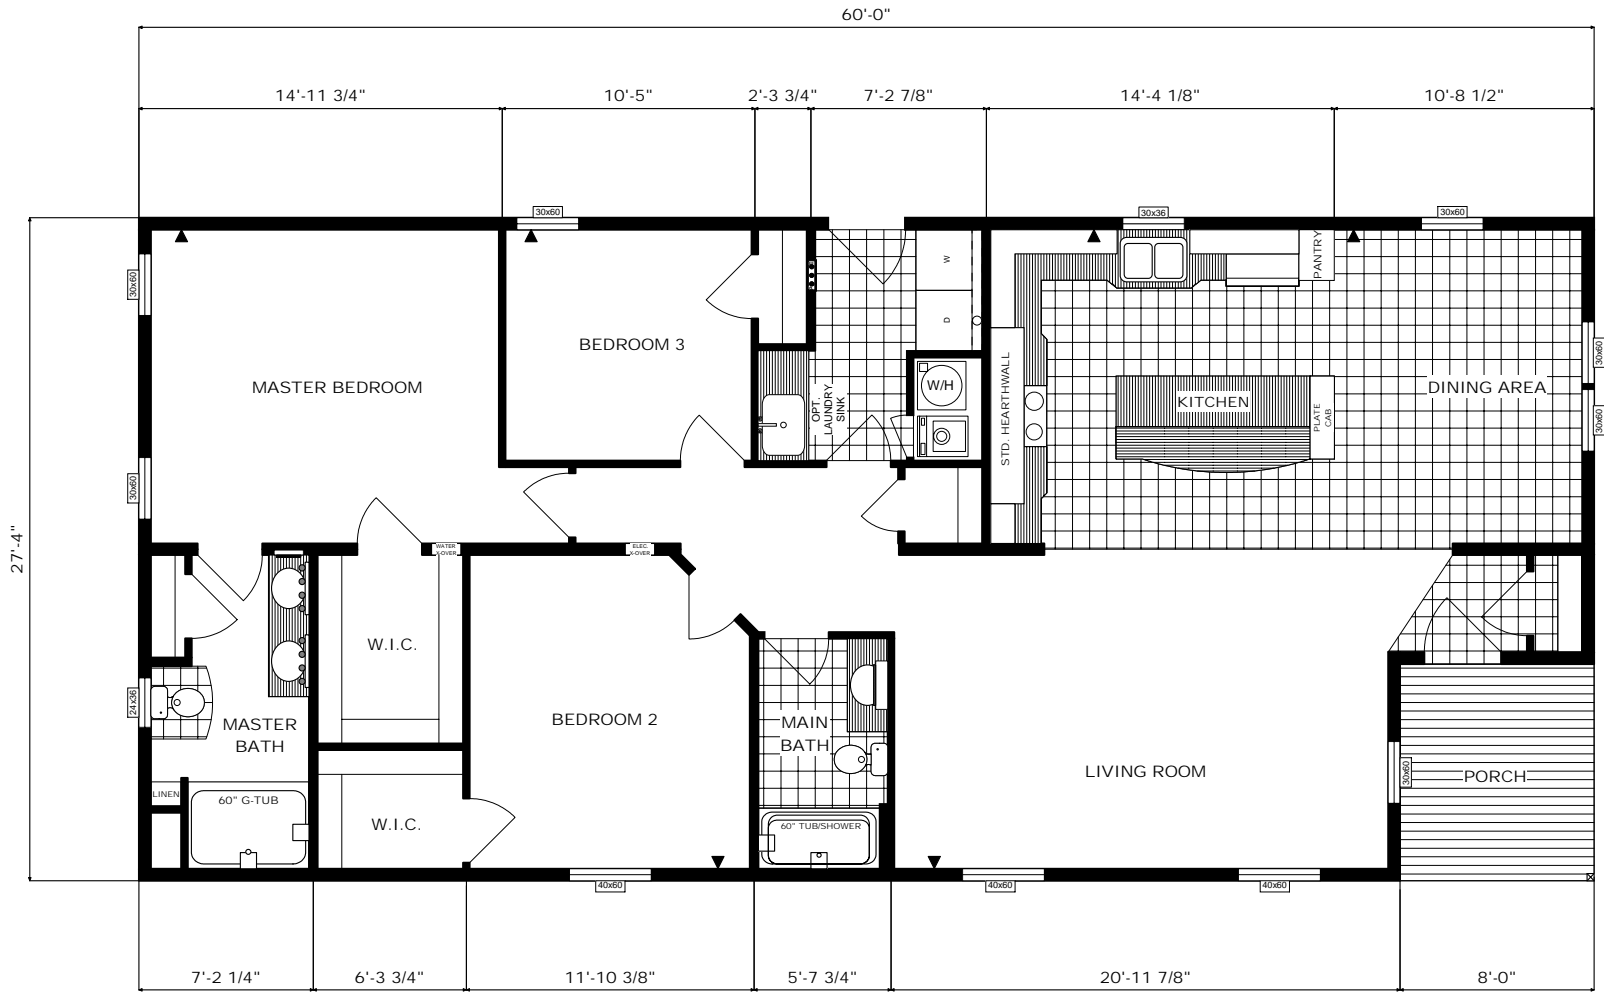 60'-0"
14'-11 3/4"
10'-5"
2'-3 3/4"
7'-2 7/8"
14'-4 1/8"
10'-8 1/2"
30x60
30x36
30x60
30x60
W
PANTRY
D
BEDROOM 3
STD. HEARTHWALL
30x60
MASTER BEDROOM
W/H
OPT.
LAUNDRY
SINK
KITCHEN
PLATE
CAB
DINING AREA
30x60
30x60
27'-4"
WATER
X-OVER
ELEC.
X-OVER
W.I.C.
24x36
MASTER
BATH
BEDROOM 2
MAIN
BATH
LIVING ROOM
30x60
PORCH
LINEN
60" G-TUB
W.I.C.
60" TUB/SHOWER
40x60
40x60
40x60
7'-2 1/4"
6'-3 3/4"
11'-10 3/8"
5'-7 3/4"
20'-11 7/8"
8'-0"